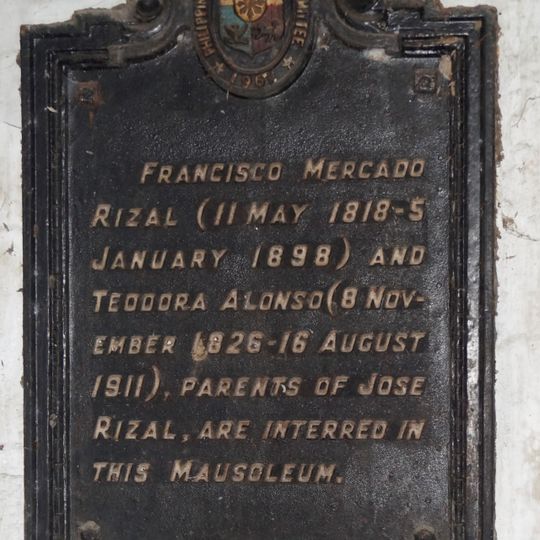 1961
FRANCISCO MERCADO
RIZAL (11 MAY 1818-5
JANUARY 1898) AND
TEODORA ALONSO (8 NOV-
EMBER 1826-16 AUGUST
1911), PARENTS OF JOSE
RIZAL, ARE INTERRED IN
THIS MAUSOLEUM.